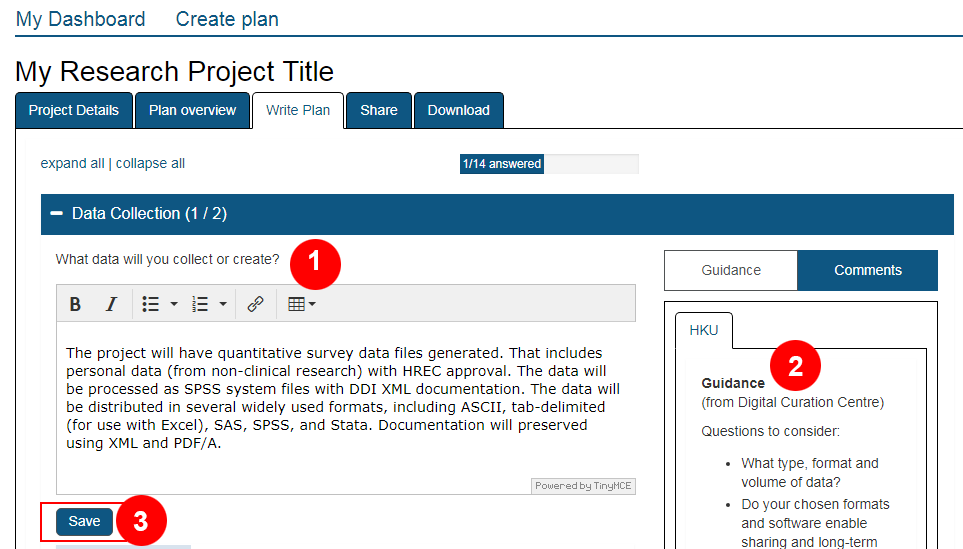 My Dashboard Create plan
My Research Project Title
Project Details Plan overview Write Plan Share Download
expand all | collapse all
1/14 answered
Data Collection (1 / 2)
What data will you collect or create?
1
B I
The project will have quantitative survey data files generated. That includes
personal data (from non-clinical research) with HREC approval. The data will
be processed as SPSS system files with DDI XML documentation. The data will
be distributed in several widely used formats, including ASCII, tab-delimited
(for use with Excel), SAS, SPSS, and Stata. Documentation will preserved
using XML and PDF/A.
Powered by TinyMCE
Save
3
Guidance Comments
HKU
2
Guidance
(from Digital Curation Centre)
Questions to consider:
• What type, format and
volume of data?
• Do your chosen formats
and software enable
sharing and long-term